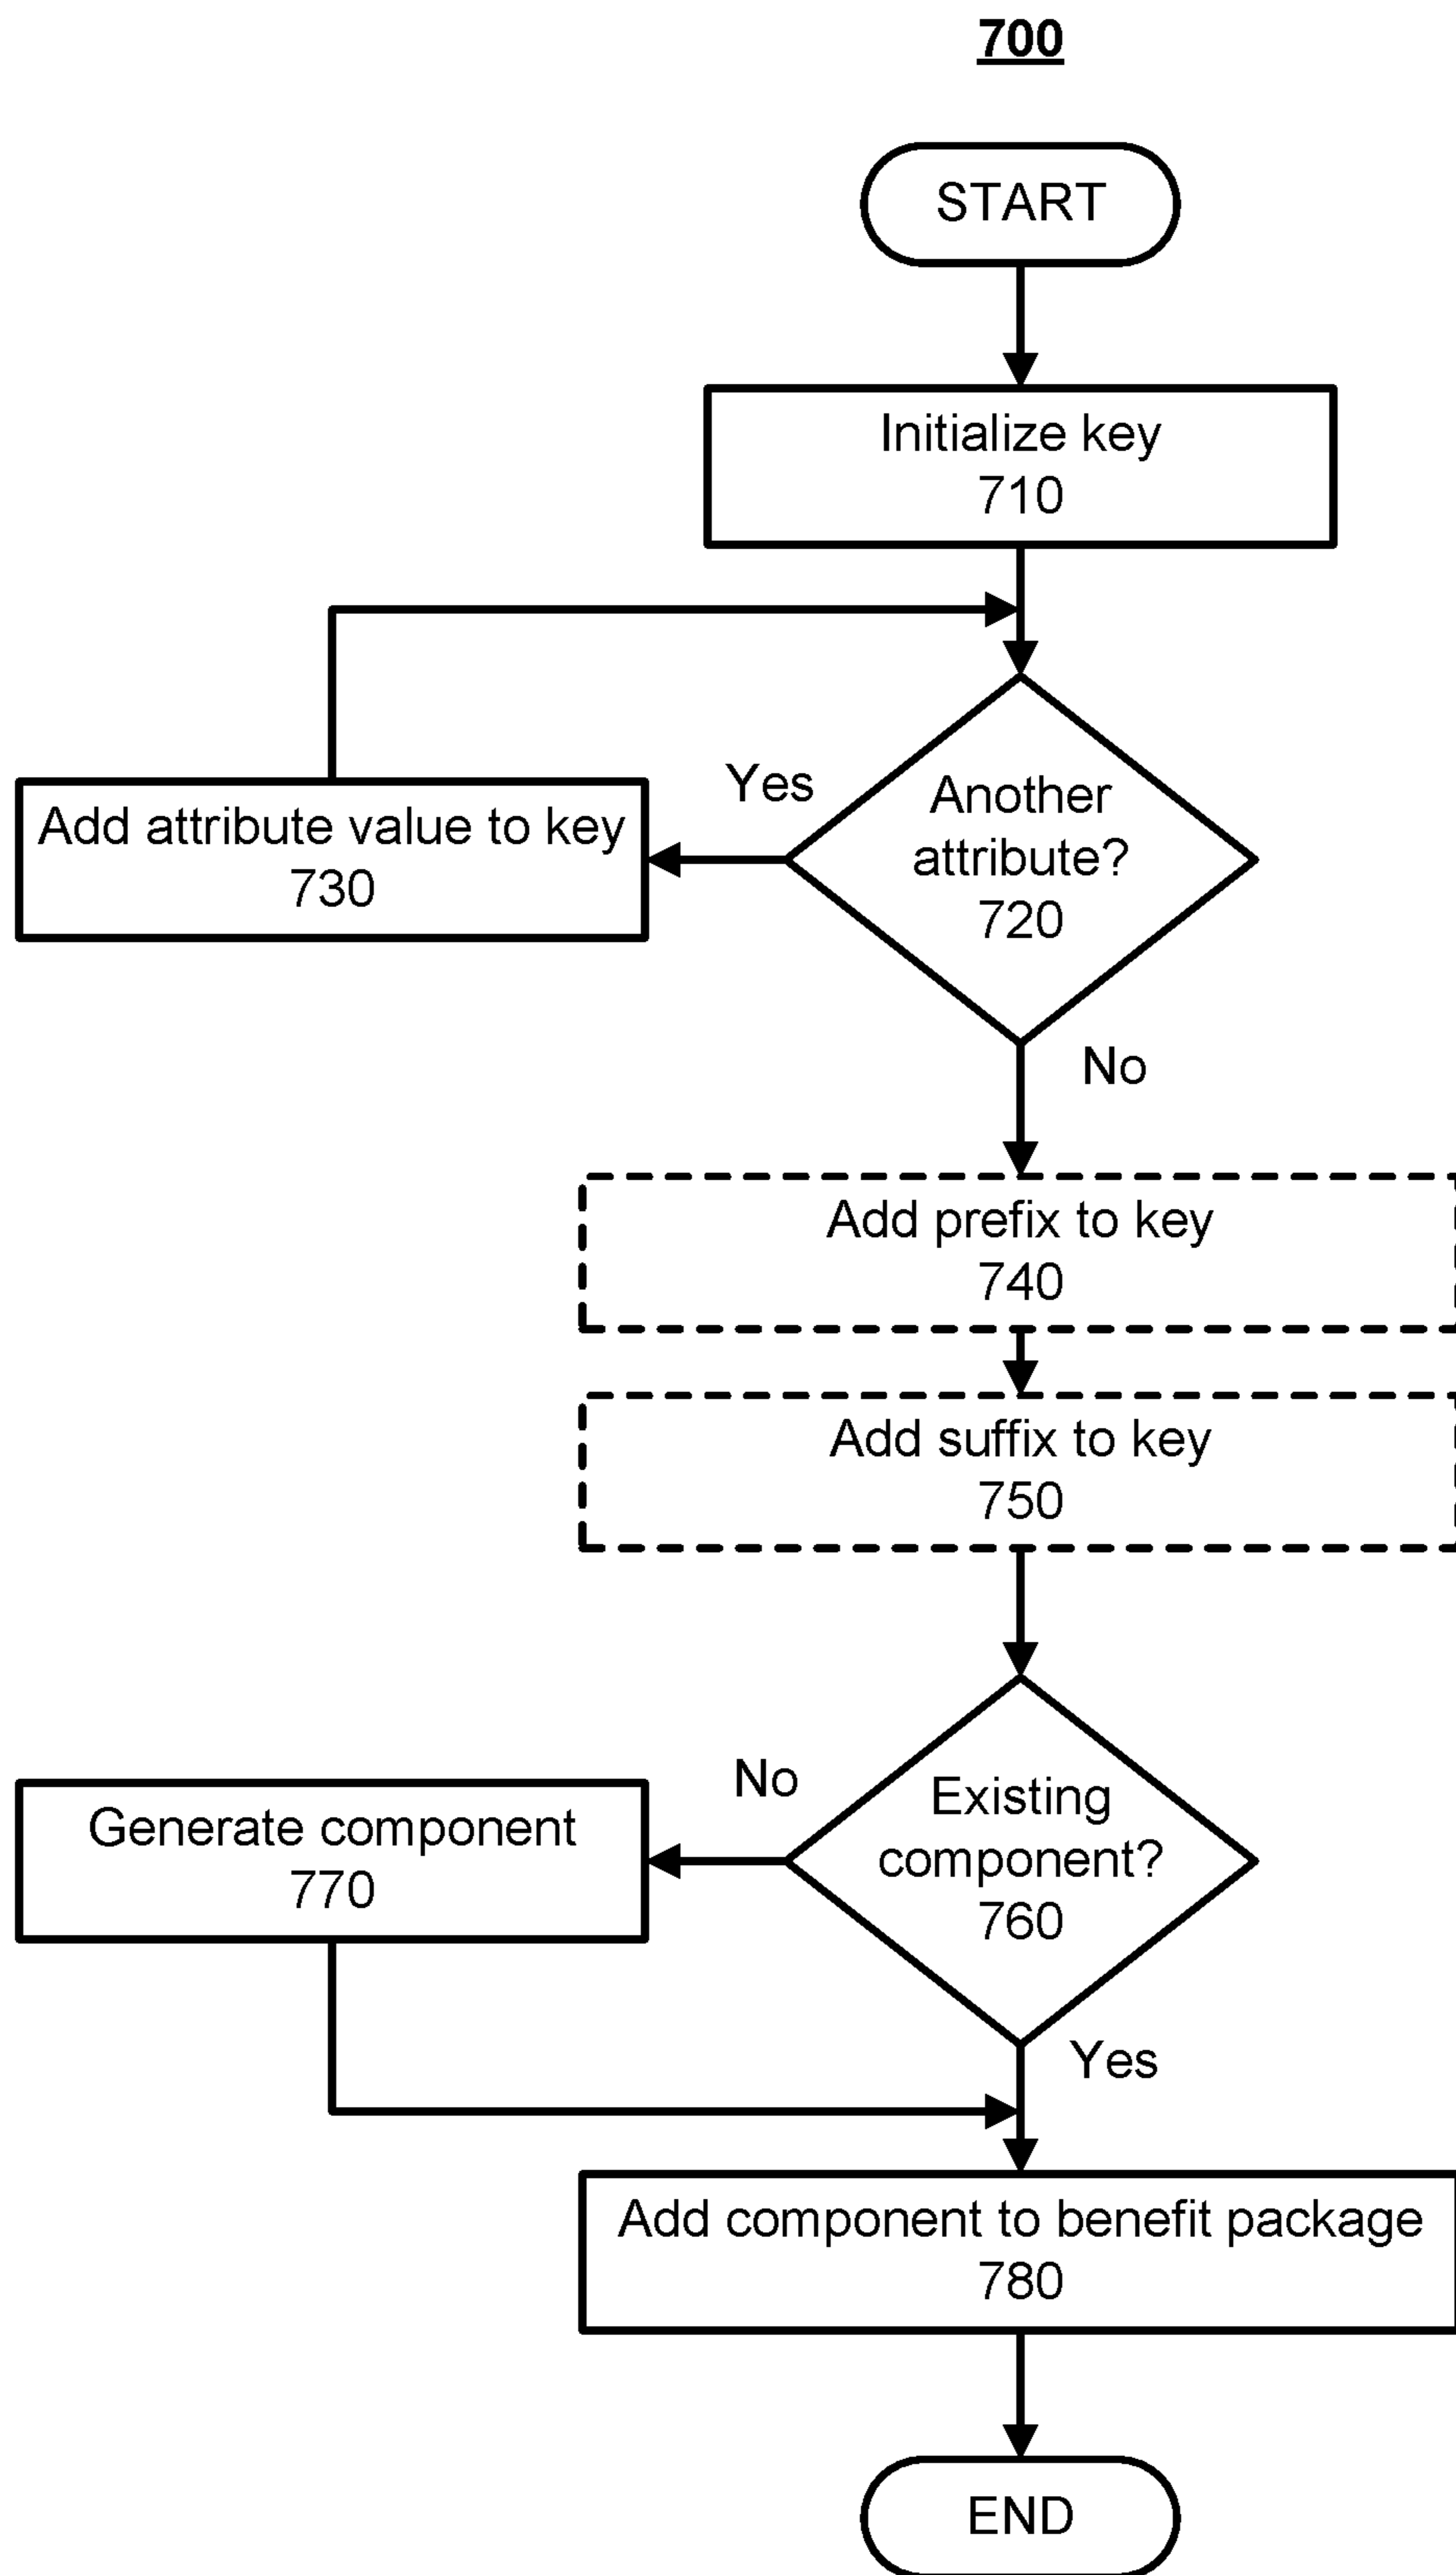 700
START
Initialize key
710
Yes
Another
attribute?
720
Add attribute value to key
730
No
Add prefix to key
740
Add suffix to key
750
No
Existing
component?
760
Generate component
770
Yes
Add component to benefit package
780
END